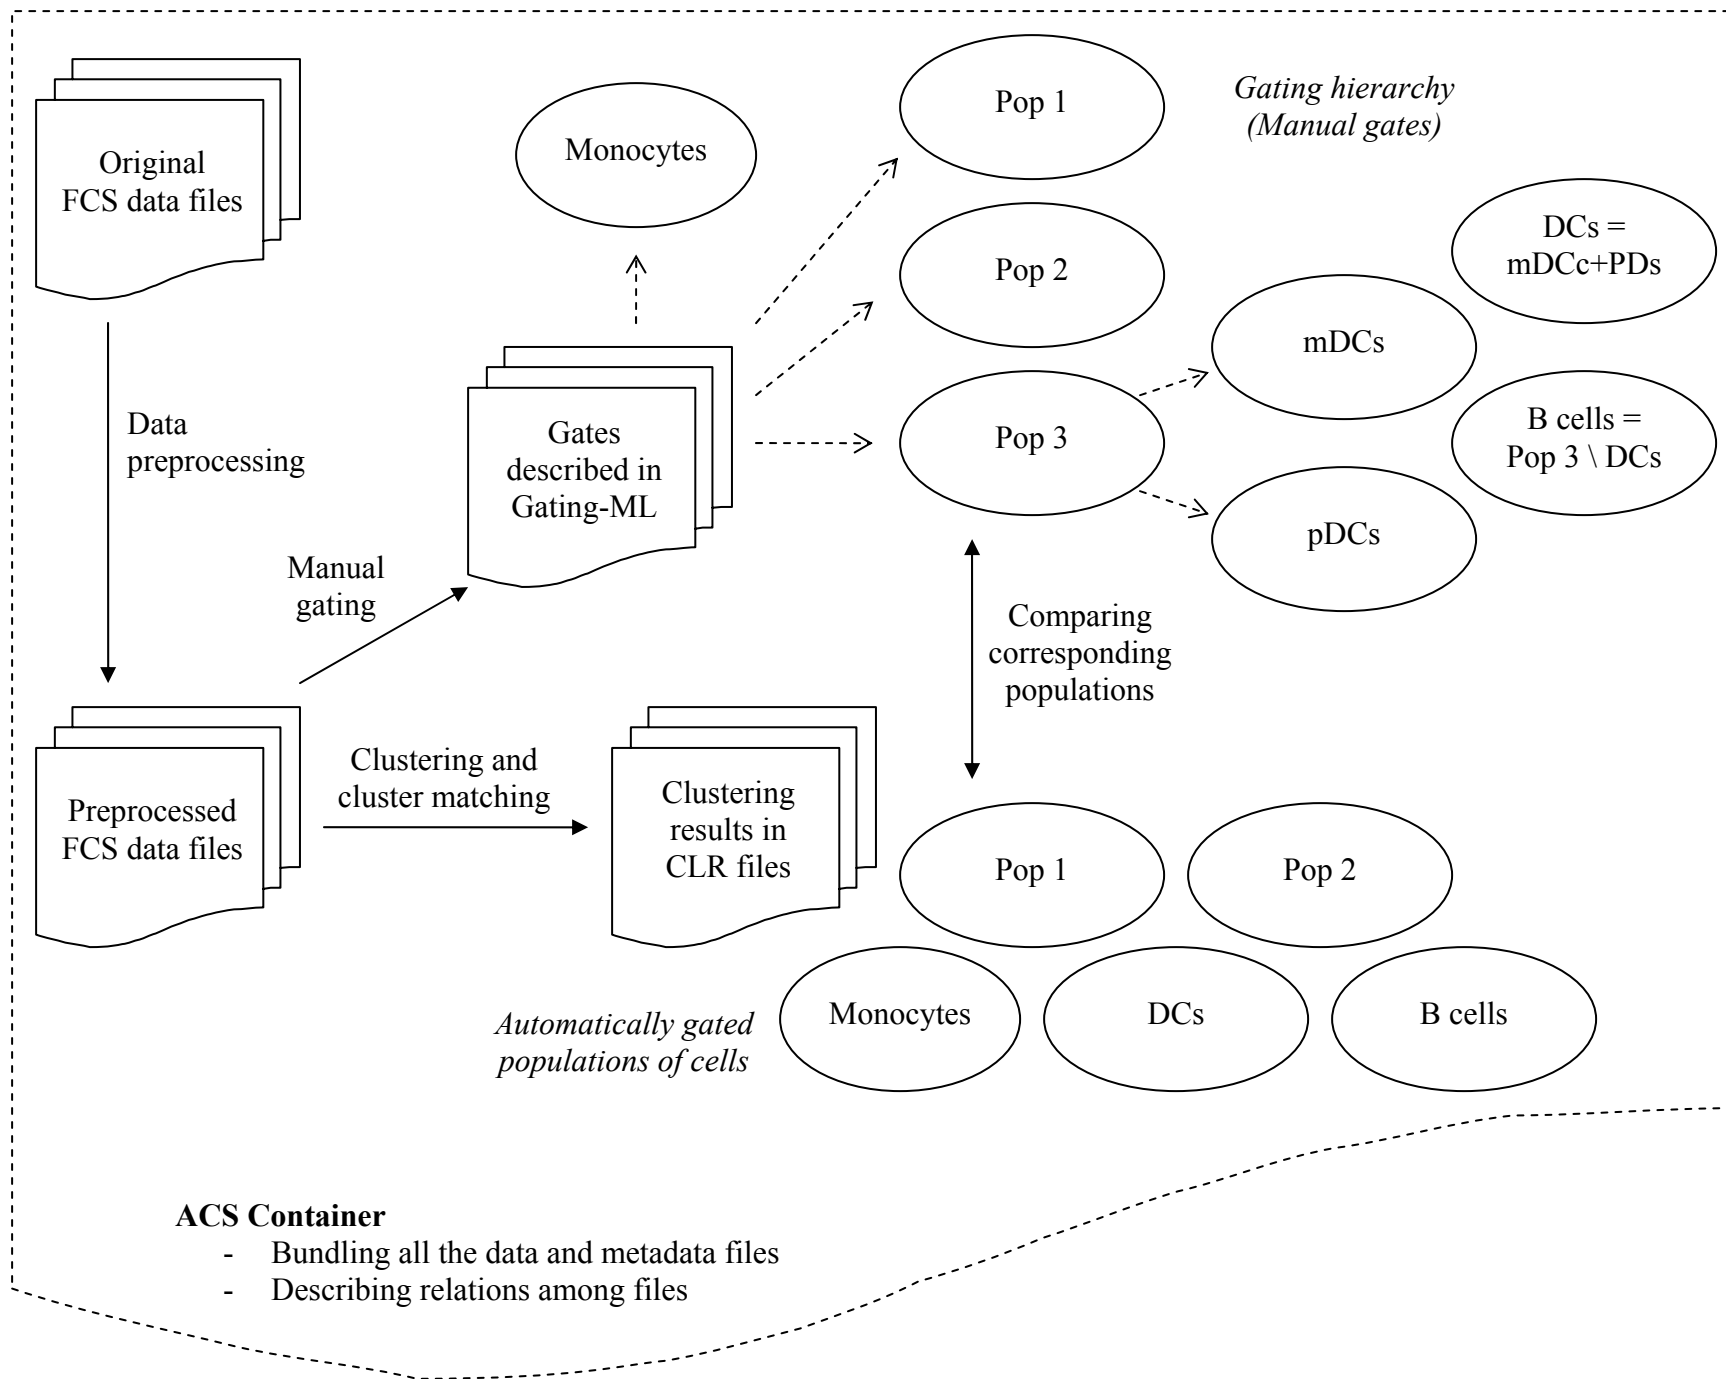 Original
FCS data files
Monocytes
Pop 1
Gating hierarchy
(Manual gates)
Pop 2
DCs =
mDCc+PDs
mDCs
Pop 3
B cells =
Pop 3 \ DCs
pDCs
Data
preprocessing
Gates
described in
Gating-ML
Manual
gating
Comparing
corresponding
populations
Preprocessed
FCS data files
Clustering and
cluster matching
Clustering
results in
CLR files
Pop 1
Pop 2
Automatically gated
populations of cells
Monocytes
DCs
B cells
ACS Container
- Bundling all the data and metadata files
- Describing relations among files